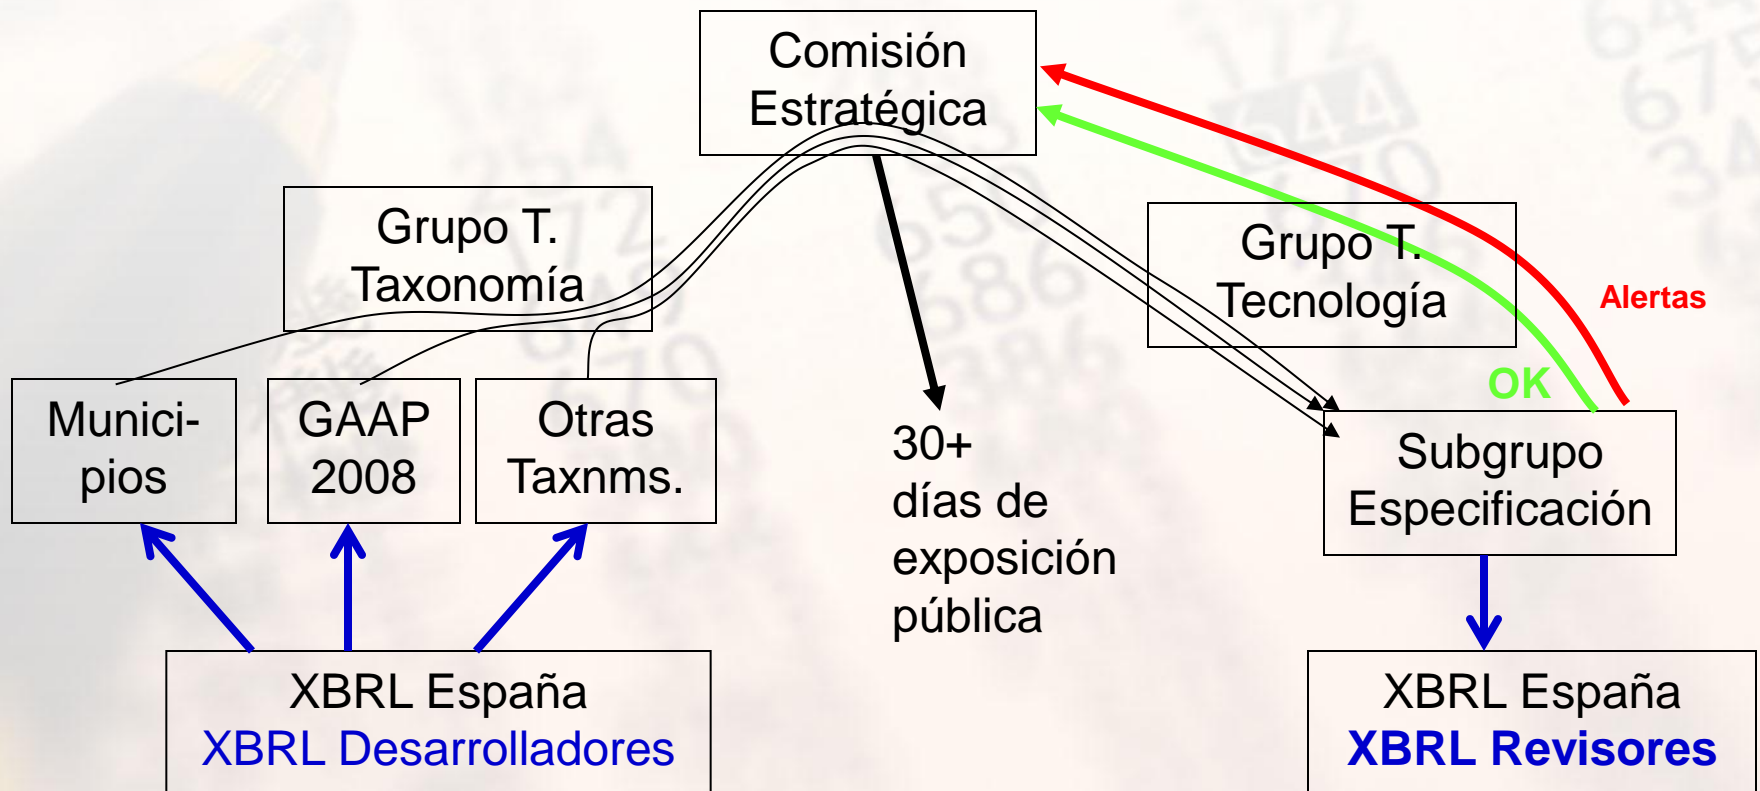 Comisión
Estratégica
Grupo T.
Taxonomía
Grupo T.
Tecnología
Alertas
OK
Munici-
pios
GAAP
2008
Otras
Taxnms.
30+
días de
exposición
pública
Subgrupo
Especificación
XBRL España
XBRL Desarrolladores
XBRL España
XBRL Revisores